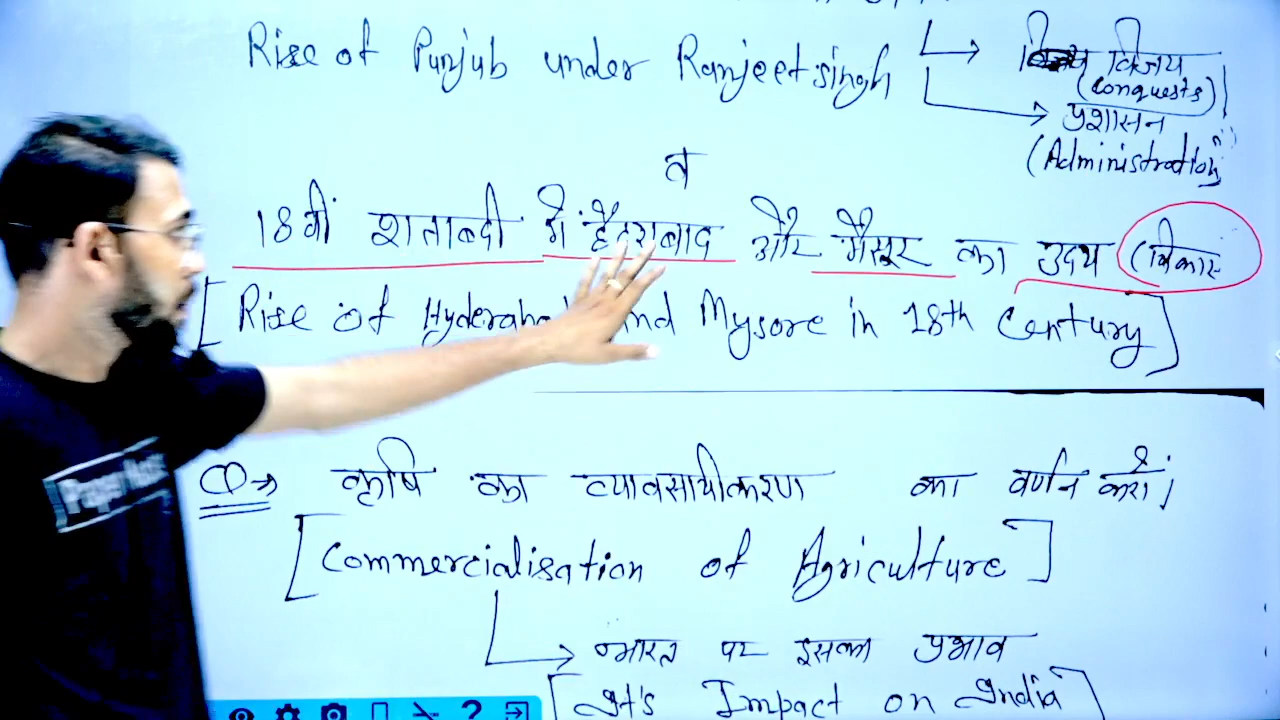 Rise of Punjub under Ranjeet singh
विजय
(Conquests)
प्रशासन
(Administration)
व
18वीं शताब्दी में हैदराबाद और मैसूर का उदय (विकास
[Rise of Hyderabad and Mysore in 18th Century]
Q→ कृषि का व्यावसायीकरण का वर्णन करो।
[Commercialisation of Agriculture]
→ भारत पर इसका प्रभाव
[It's Impact on India]